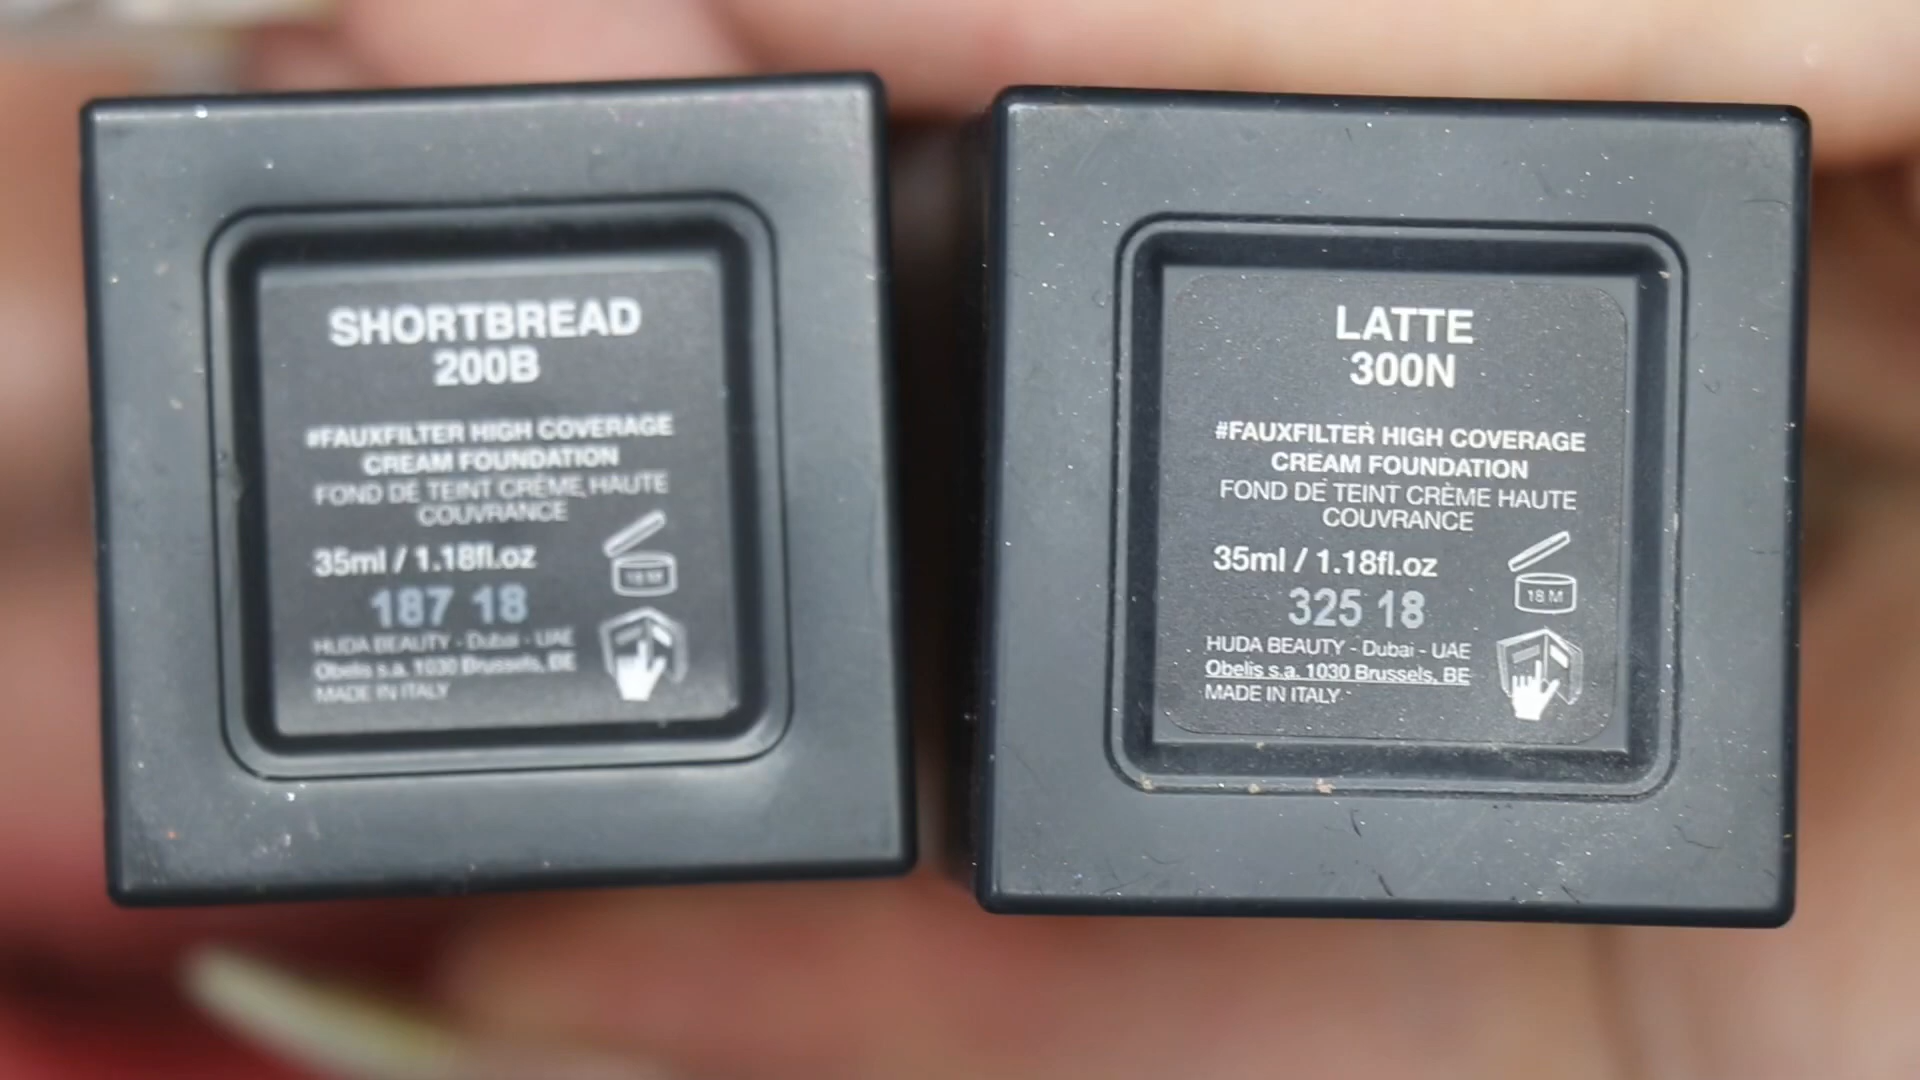 SHORTBREAD
200B
#FAUXFILTER HIGH COVERAGE
CREAM FOUNDATION
FOND DE TEINT CRÈME HAUTE
COUVRANCE
35ml / 1.18fl.oz
18 M
187 18
HUDA BEAUTY - Dubai - UAE
Obelis s.a. 1030 Brussels, BE
MADE IN ITALY
LATTE
300N
#FAUXFILTER HIGH COVERAGE
CREAM FOUNDATION
FOND DE TEINT CRÈME HAUTE
COUVRANCE
35ml / 1.18fl.oz
18 M
325 18
HUDA BEAUTY - Dubai - UAE
Obelis s.a. 1030 Brussels, BE
MADE IN ITALY